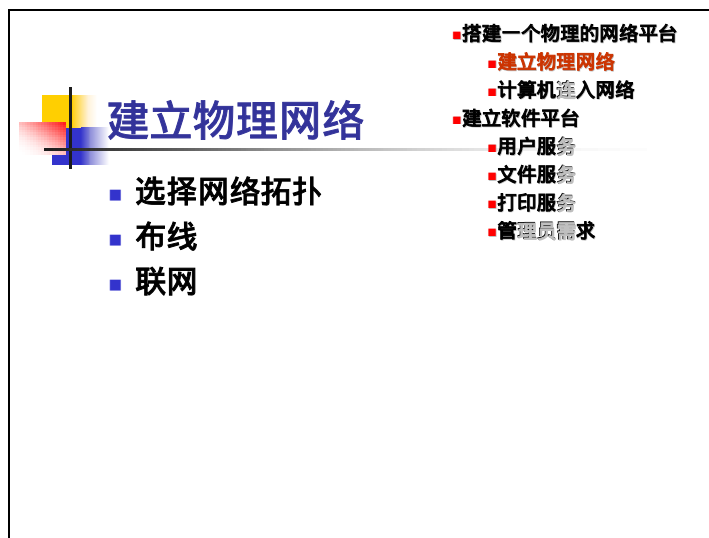 搭建一个物理的网络平台
建立物理网络
计算机连入网络
建立软件平台
用户服务
文件服务
打印服务
管理员需求
建立物理网络
选择网络拓扑
布线
联网